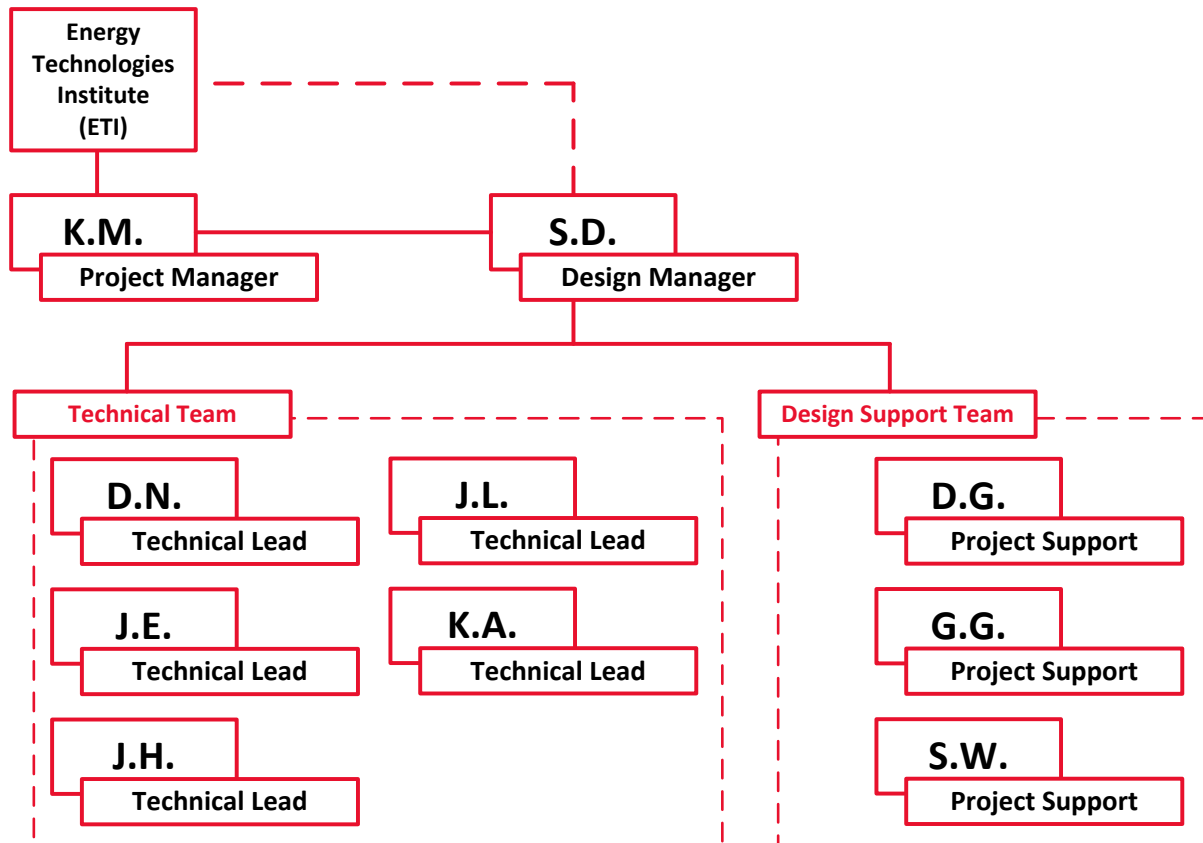 Energy
Technologies
Institute
(ETI)
K.M.
Project Manager
S.D.
Design Manager
Technical Team
D.N.
Technical Lead
J.L.
Technical Lead
J.E.
Technical Lead
K.A.
Technical Lead
J.H.
Technical Lead
Design Support Team
D.G.
Project Support
G.G.
Project Support
S.W.
Project Support